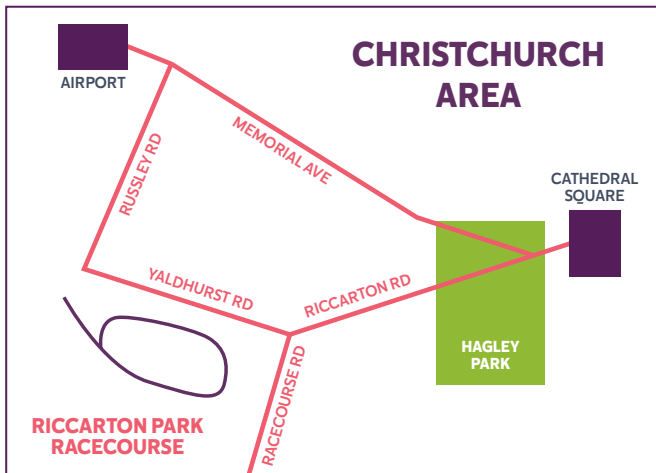 CHRISTCHURCH
AREA
AIRPORT
MEMORIAL AVE
RUSSLEY RD
CATHEDRAL
SQUARE
YALDHURST RD
RICCARTON RD
HAGLEY
PARK
RACECOURSE RD
RICCARTON PARK
RACECOURSE